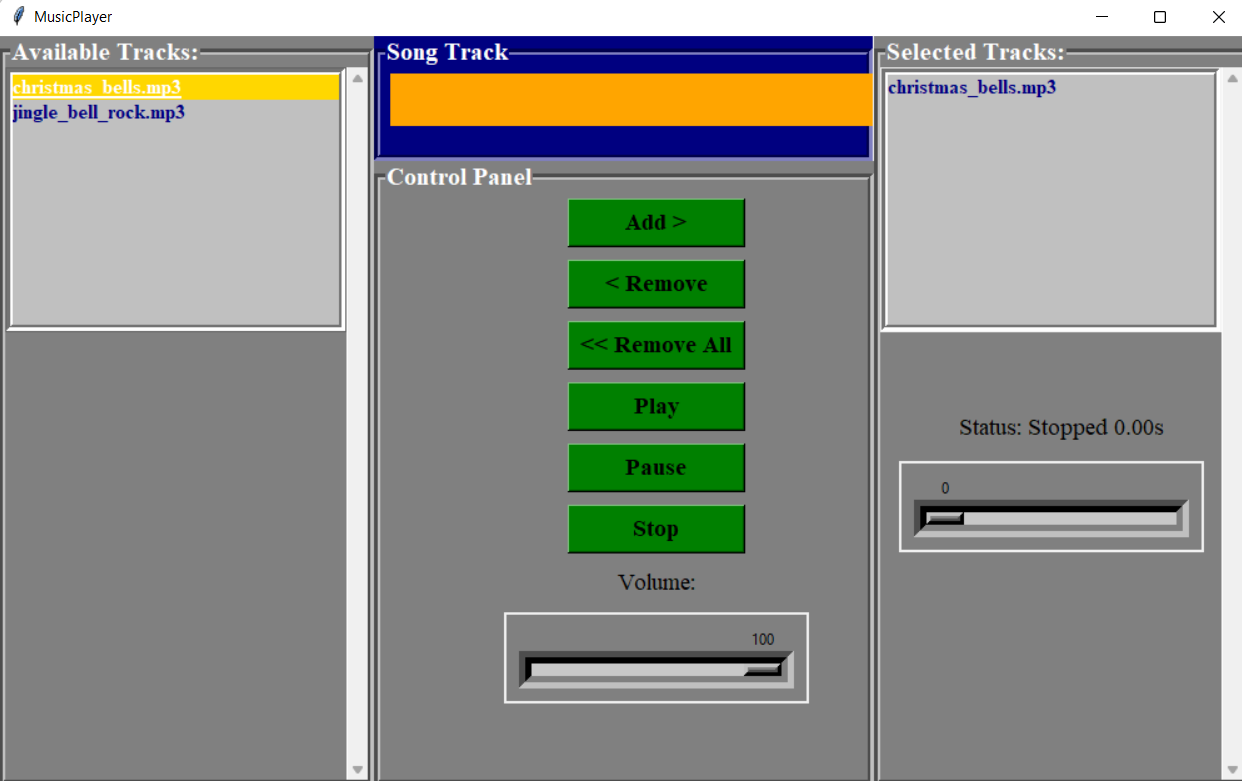 MusicPlayer
Available Tracks:
christmas_bells.mp3
jingle_bell_rock.mp3
Song Track
Control Panel
Add >
< Remove
<< Remove All
Play
Pause
Stop
Volume:
100
Selected Tracks:
christmas_bells.mp3
Status: Stopped 0.00s
0